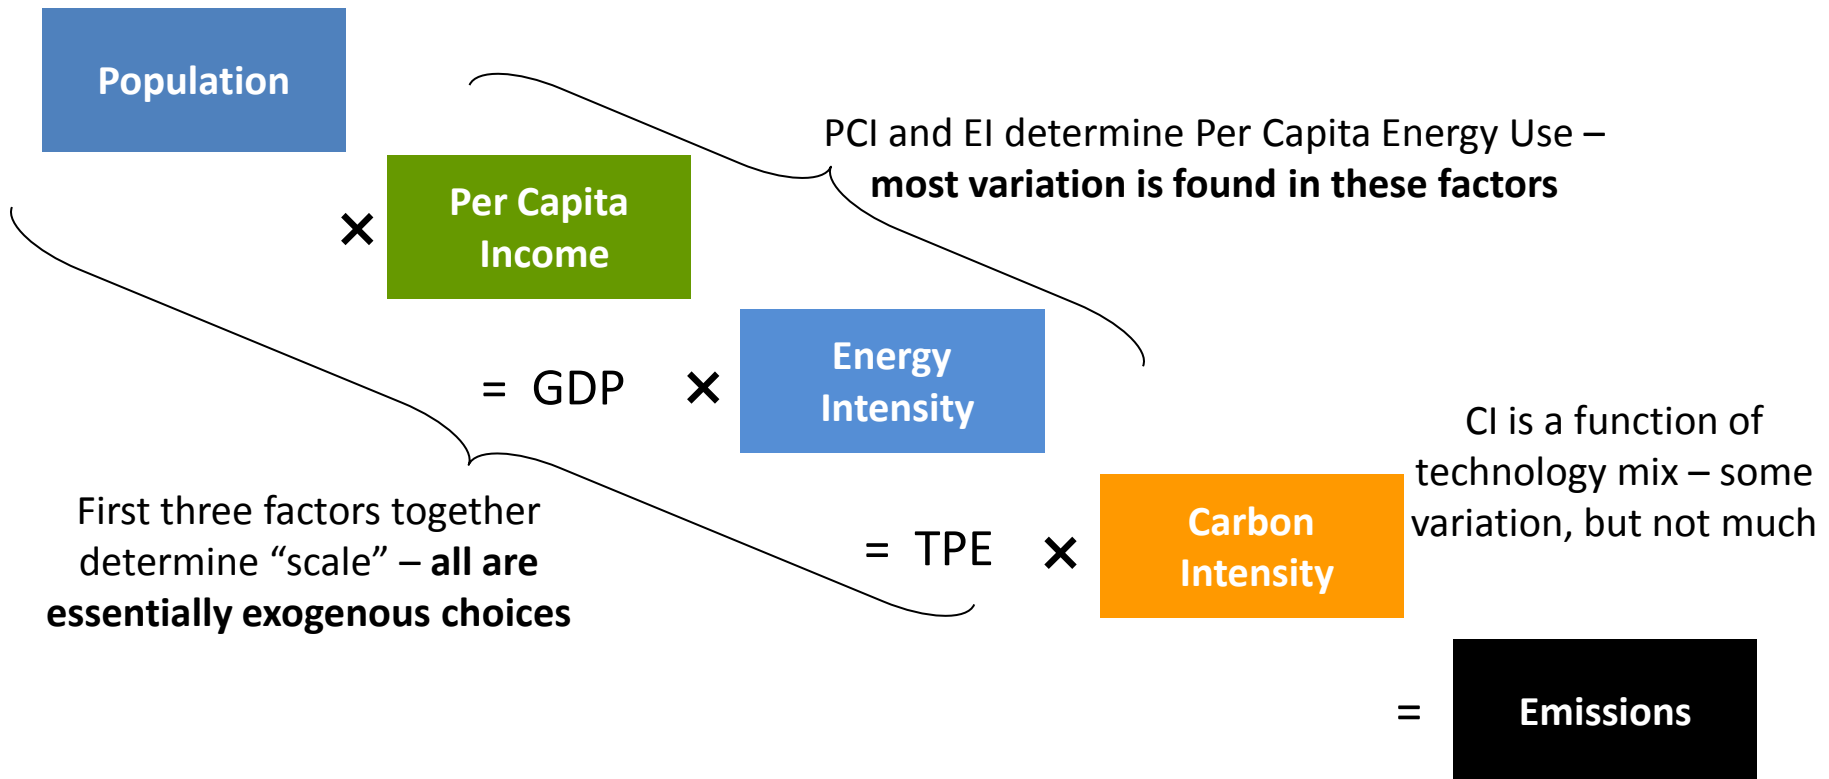 Population
PCI and EI determine Per Capita Energy Use –
most variation is found in these factors
× Per Capita
Income
= GDP × Energy
Intensity
CI is a function of
technology mix – some
variation, but not much
First three factors together
determine “scale” – all are
essentially exogenous choices
= TPE × Carbon
Intensity
= Emissions